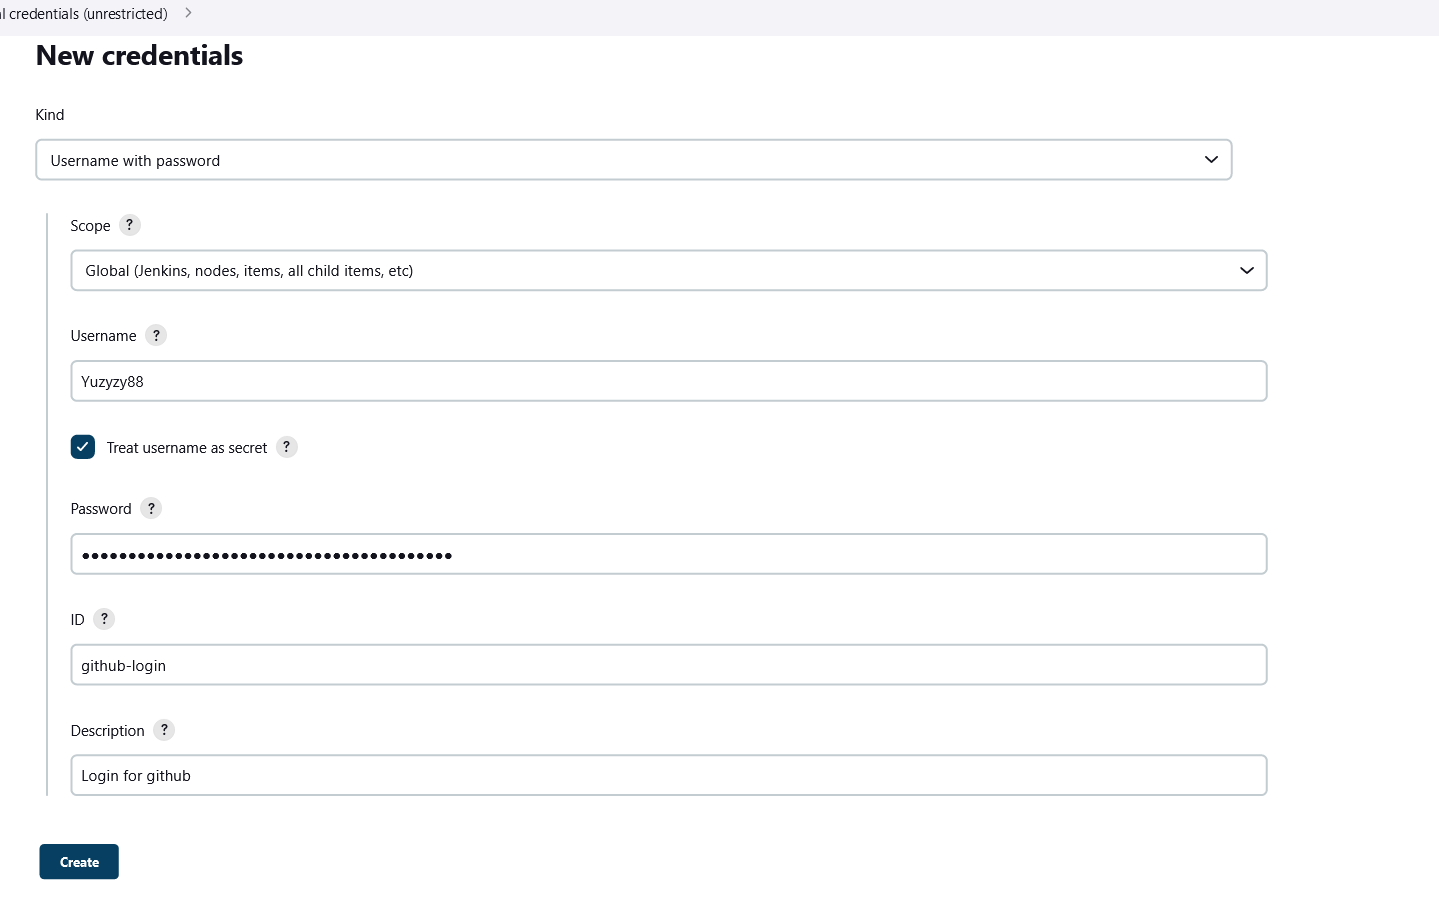 credentials (unrestricted)
New credentials
Kind
Username with password
Scope ?
Global (Jenkins, nodes, items, all child items, etc)
Username ?
Yuzyzy88
Treat username as secret ?
Password ?
••••••••••••••••••••••••••••••••••••••••
ID ?
github-login
Description ?
Login for github
Create